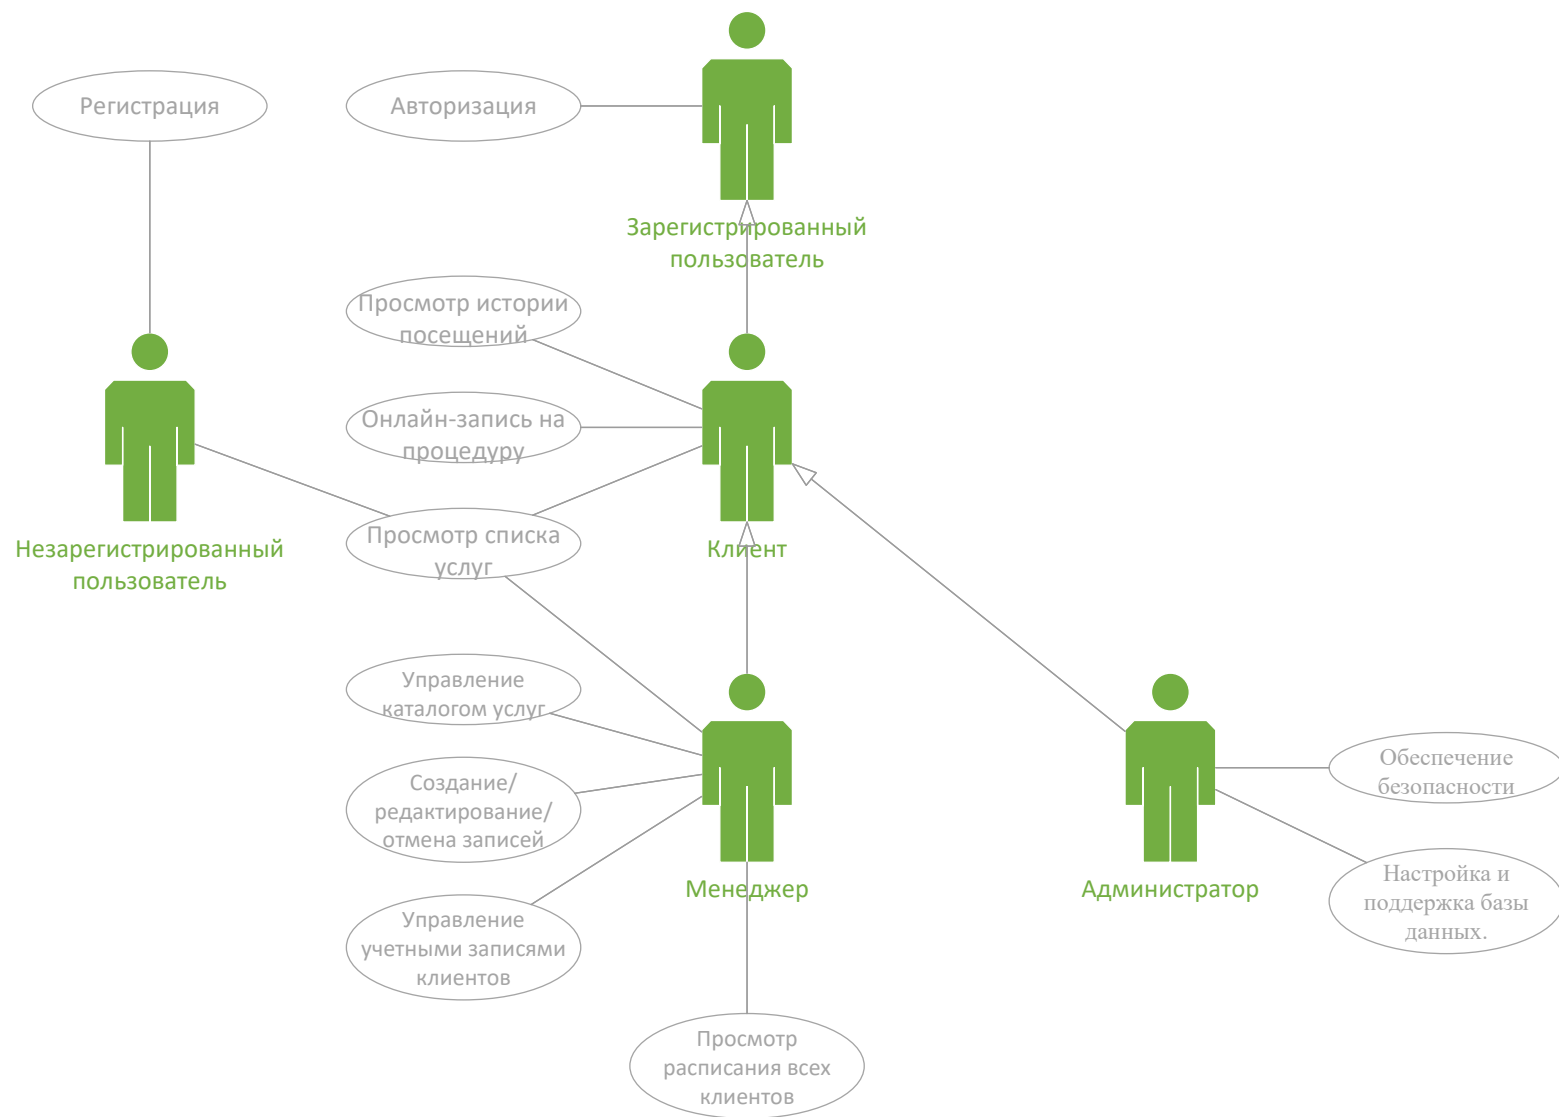 Регистрация
Авторизация
Зарегистрированный
пользователь
Просмотр истории
посещений
Онлайн-запись на
процедуру
Незарегистрированный
пользователь
Просмотр списка
услуг
Клиент
Управление
каталогом услуг
Создание/
редактирование/
отмена записей
Обеспечение
безопасности
Менеджер
Администратор
Настройка и
поддержка базы
данных.
Управление
учетными записями
клиентов
Просмотр
расписания всех
клиентов